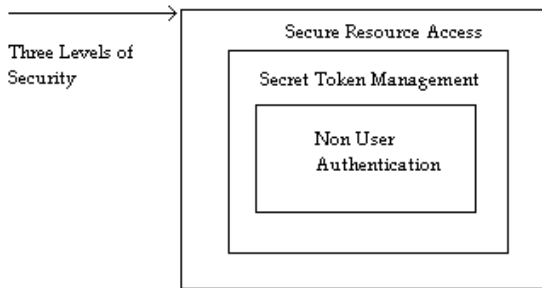 Three Levels of
Security
Secure Resource Access
Secret Token Management
Non User
Authentication